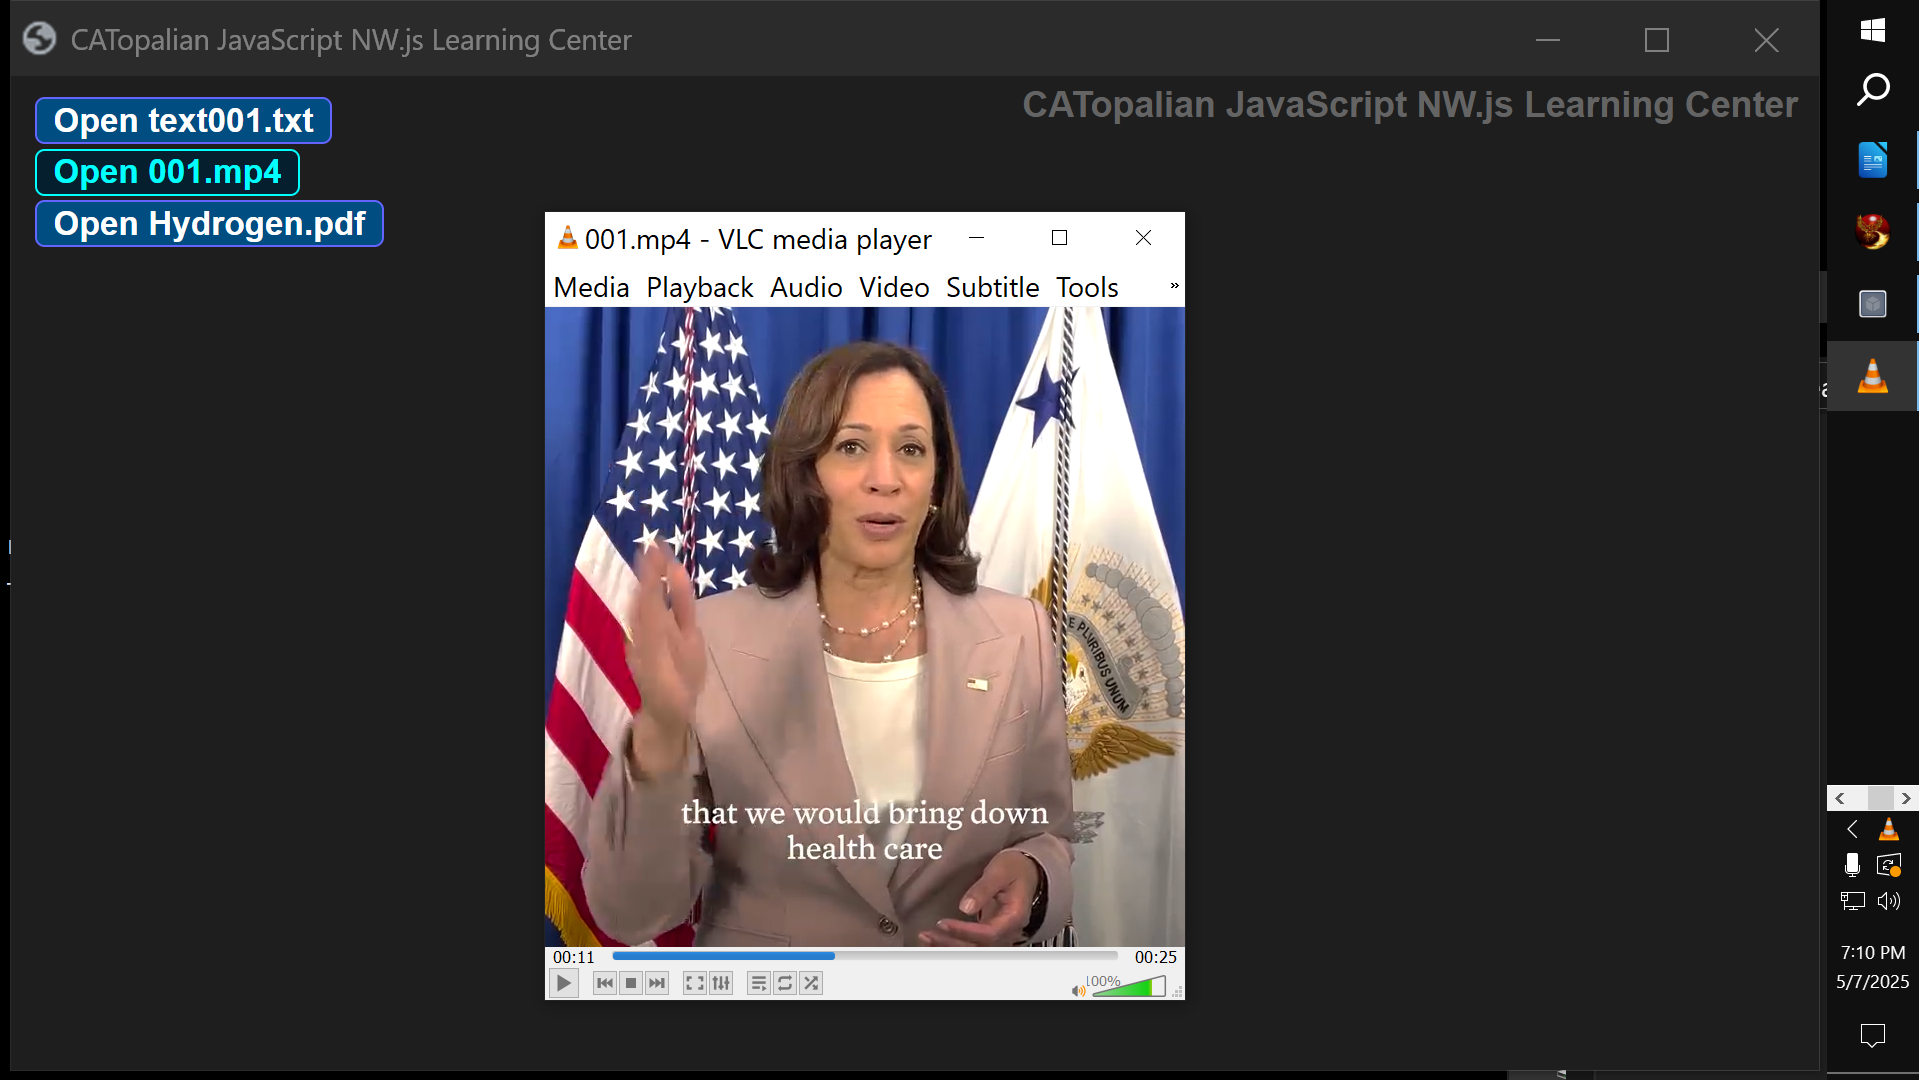 CATopalian JavaScript NW.js Learning Center
CATopalian JavaScript NW.js Learning Center
Open text001.txt
Open 001.mp4
Open Hydrogen.pdf
001.mp4 - VLC media player
Media Playback Audio Video Subtitle Tools »
E PLURIBUS UNUM
that we would bring down
health care
00:11 00:25
100%
7:10 PM
5/7/2025